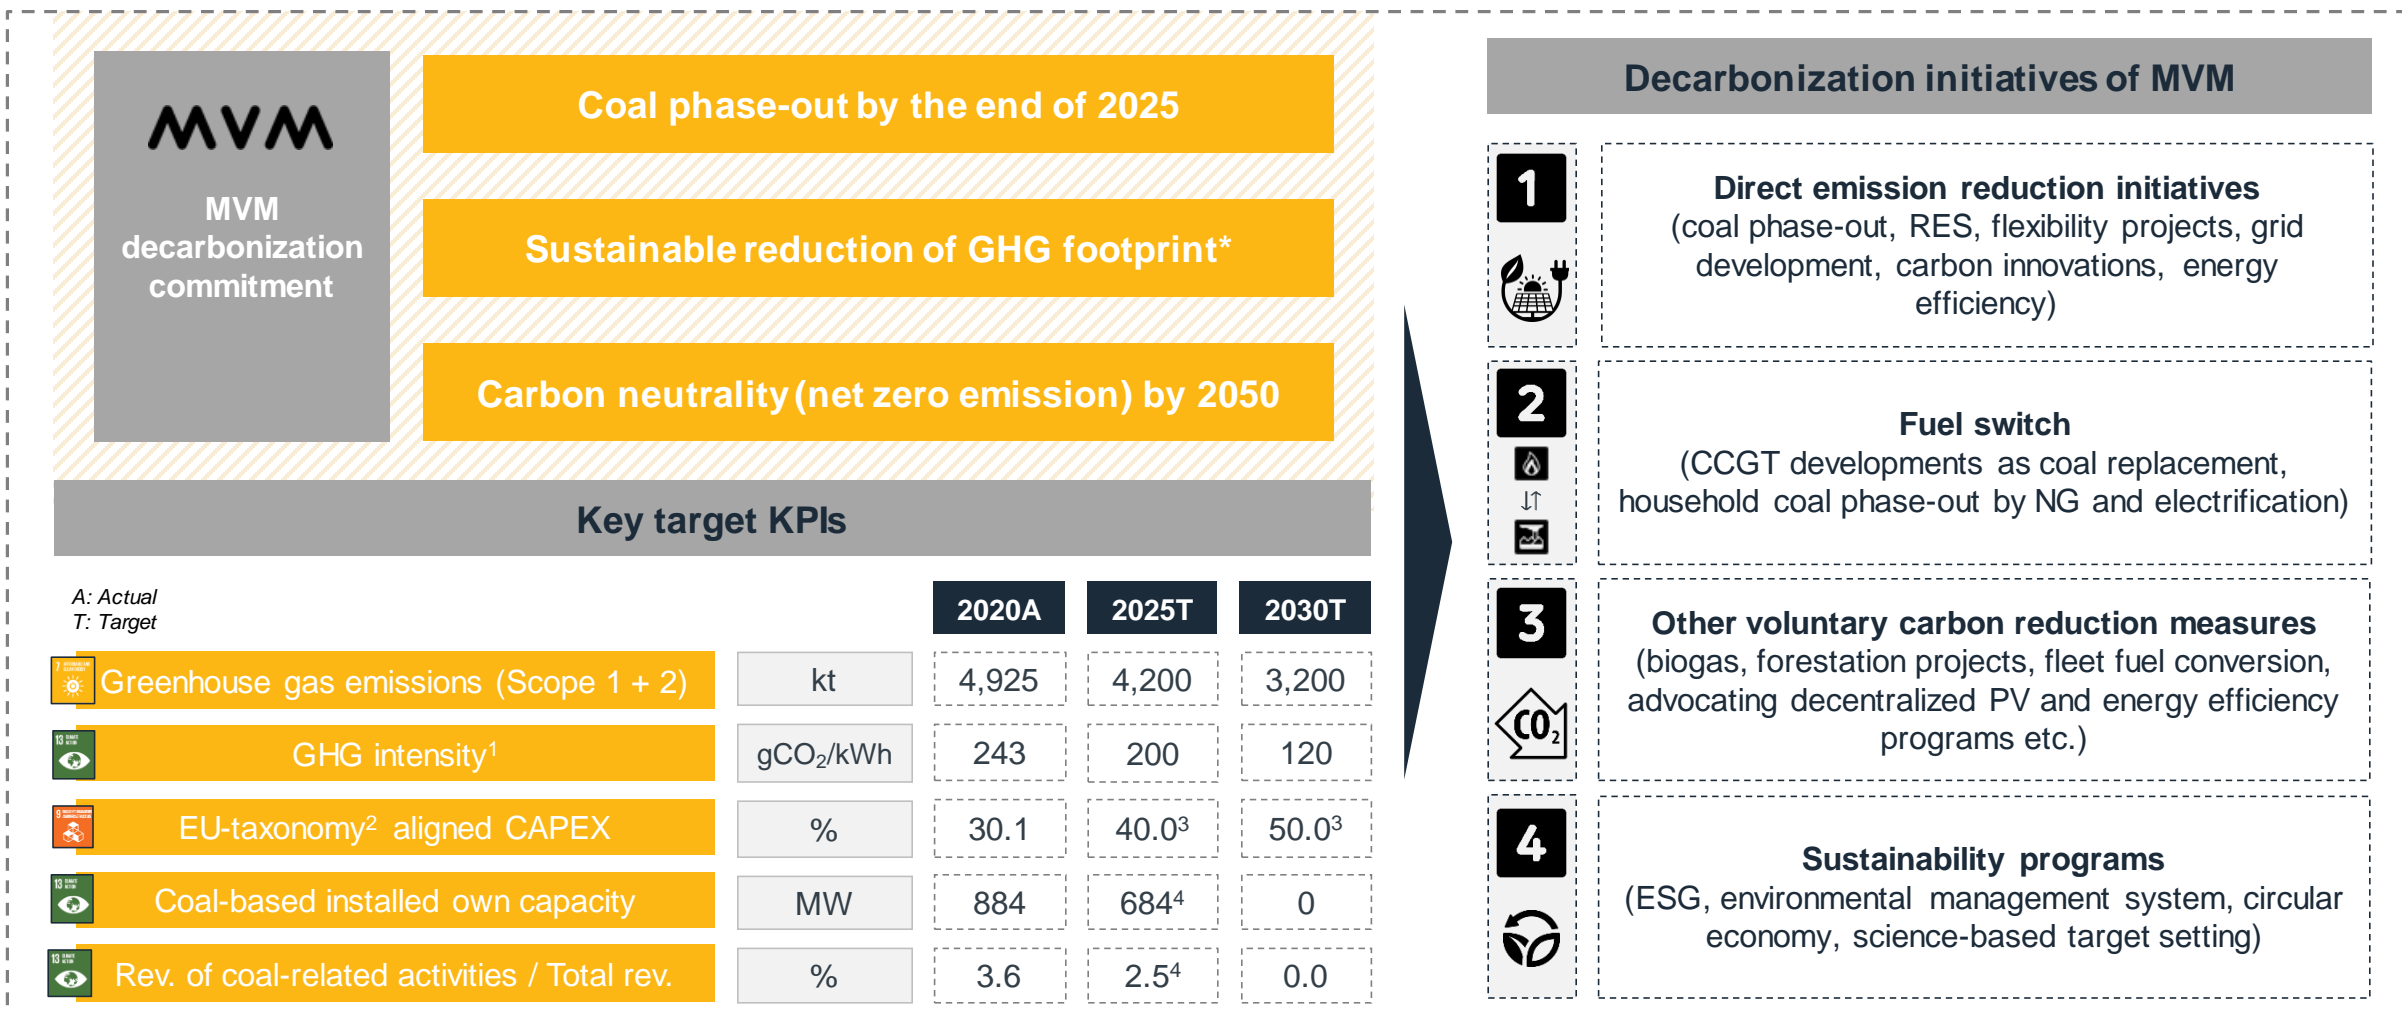 MVM
MVM
decarbonization
commitment
Coal phase-out by the end of 2025
Sustainable reduction of GHG footprint*
Carbon neutrality (net zero emission) by 2050
Key target KPIs
A: Actual
T: Target
2020A 2025T 2030T
Greenhouse gas emissions (Scope 1 + 2) kt 4,925 4,200 3,200
13
GHG intensity¹ gCO₂/kWh 243 200 120
9
EU-taxonomy² aligned CAPEX % 30.1 40.0³ 50.0³
13
Coal-based installed own capacity MW 884 684⁴ 0
13
Rev. of coal-related activities / Total rev. % 3.6 2.5⁴ 0.0
Decarbonization initiatives of MVM
1
Direct emission reduction initiatives
(coal phase-out, RES, flexibility projects, grid
development, carbon innovations, energy
efficiency)
2
Fuel switch
(CCGT developments as coal replacement,
household coal phase-out by NG and electrification)
3
CO₂
Other voluntary carbon reduction measures
(biogas, forestation projects, fleet fuel conversion,
advocating decentralized PV and energy efficiency
programs etc.)
4
Sustainability programs
(ESG, environmental management system, circular
economy, science-based target setting)